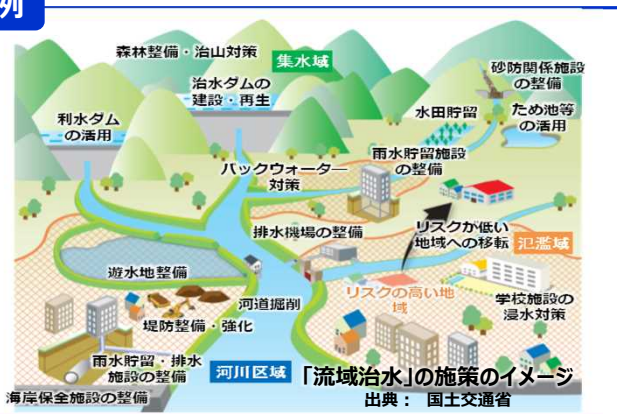 例
森林整備・治山対策
集水域
砂防関係施設
の整備
治水ダムの
建設・再生
利水ダム
の活用
水田貯留
ため池等
の活用
雨水貯留施設
の整備
バックウォーター
対策
排水機場の整備
リスクが低い
地域への移転
氾濫域
遊水地整備
リスクの高い地
域
学校施設の
浸水対策
河道掘削
堤防整備・強化
雨水貯留・排水
施設の整備
河川区域
「流域治水」の施策のイメージ
海岸保全施設の整備
出典： 国土交通省